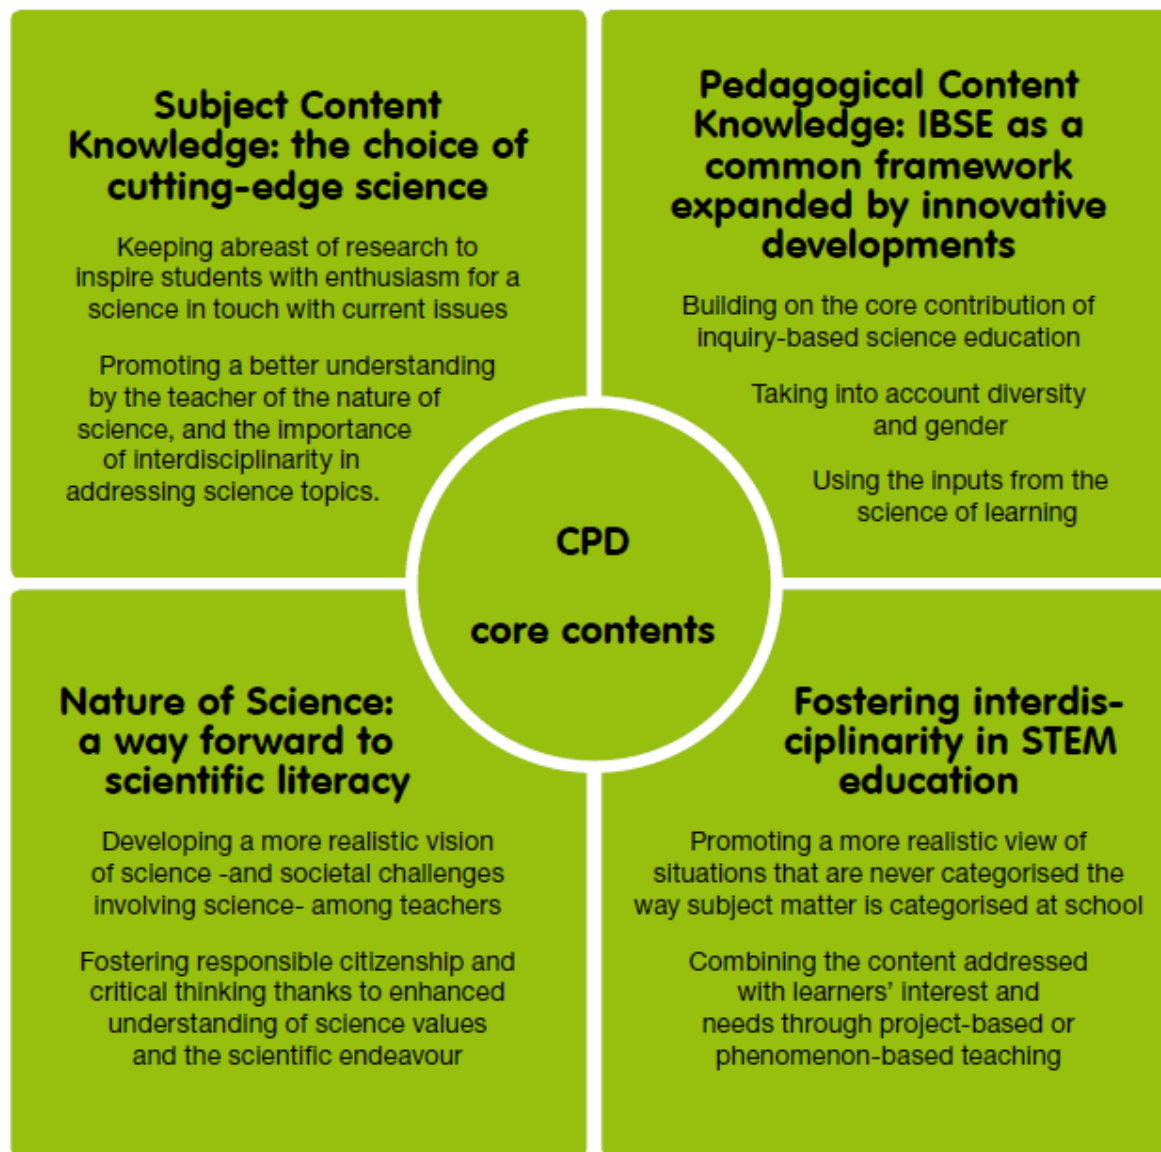 Subject Content
Knowledge: the choice of
cutting-edge science
Keeping abreast of research to
inspire students with enthusiasm for a
science in touch with current issues
Promoting a better understanding
by the teacher of the nature of
science, and the importance
of interdisciplinarity in
addressing science topics.
Pedagogical Content
Knowledge: IBSE as a
common framework
expanded by innovative
developments
Building on the core contribution of
inquiry-based science education
Taking into account diversity
and gender
Using the inputs from the
science of learning
CPD
core contents
Nature of Science:
a way forward to
scientific literacy
Developing a more realistic vision
of science -and societal challenges
involving science- among teachers
Fostering responsible citizenship and
critical thinking thanks to enhanced
understanding of science values
and the scientific endeavour
Fostering interdis-
ciplinarity in STEM
education
Promoting a more realistic view of
situations that are never categorised the
way subject matter is categorised at school
Combining the content addressed
with learners’ interest and
needs through project-based or
phenomenon-based teaching